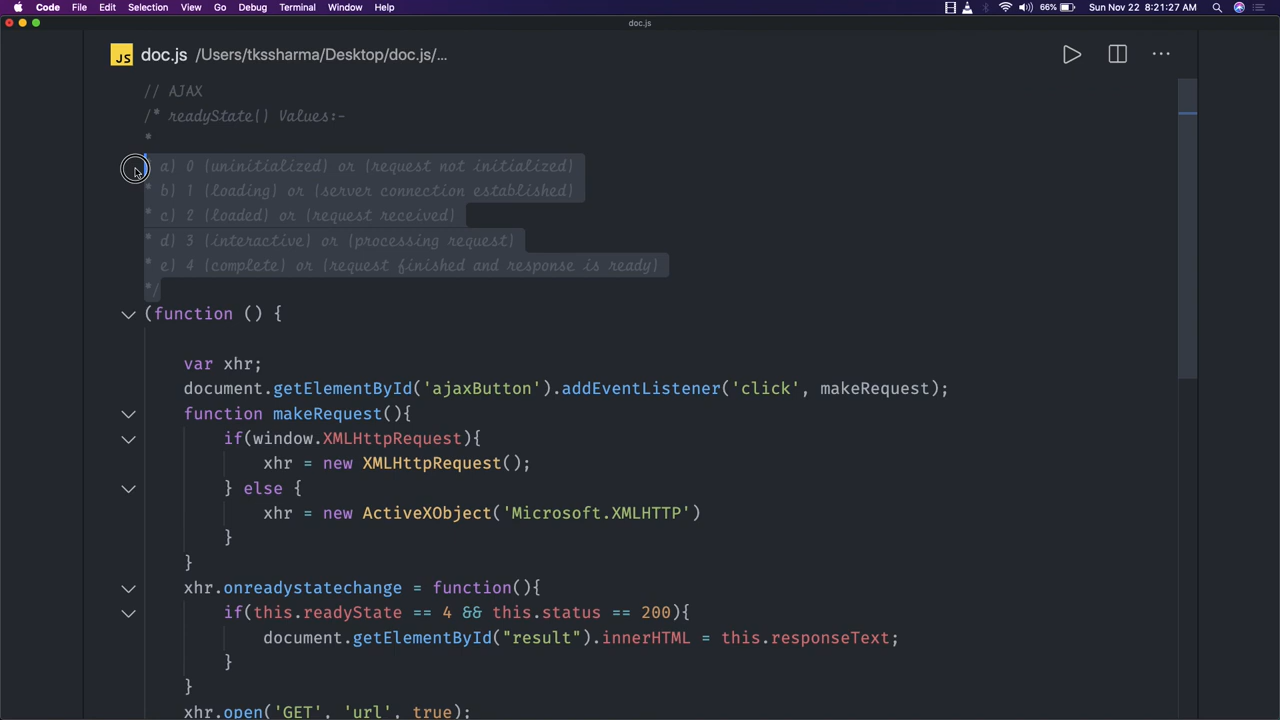 Code File Edit Selection View Go Debug Terminal Window Help 66% Sun Nov 22 8:21:27 AM
doc.js
JS doc.js /Users/tkssharma/Desktop/doc.js/...
// AJAX
/* readyState() Values:-
*
* a) 0 (uninitialized) or (request not initialized)
* b) 1 (loading) or (server connection established)
* c) 2 (loaded) or (request received)
* d) 3 (interactive) or (processing request)
* e) 4 (complete) or (request finished and response is ready)
*/
(function () {
var xhr;
document.getElementById('ajaxButton').addEventListener('click', makeRequest);
function makeRequest(){
if(window.XMLHttpRequest){
xhr = new XMLHttpRequest();
} else {
xhr = new ActiveXObject('Microsoft.XMLHTTP')
}
}
xhr.onreadystatechange = function(){
if(this.readyState == 4 && this.status == 200){
document.getElementById("result").innerHTML = this.responseText;
}
}
xhr.open('GET', 'url', true);